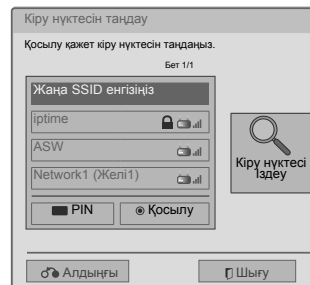 Кіру нүктесін таңдау
Қосылу қажет кіру нүктесін таңдаңыз.
Бет 1/1
Жаңа SSID енгізіңіз
iptime
ASW
Network1 (Желі1)
PIN
Қосылу
Кіру нүктесі
Іздеу
Алдыңғы
Шығу